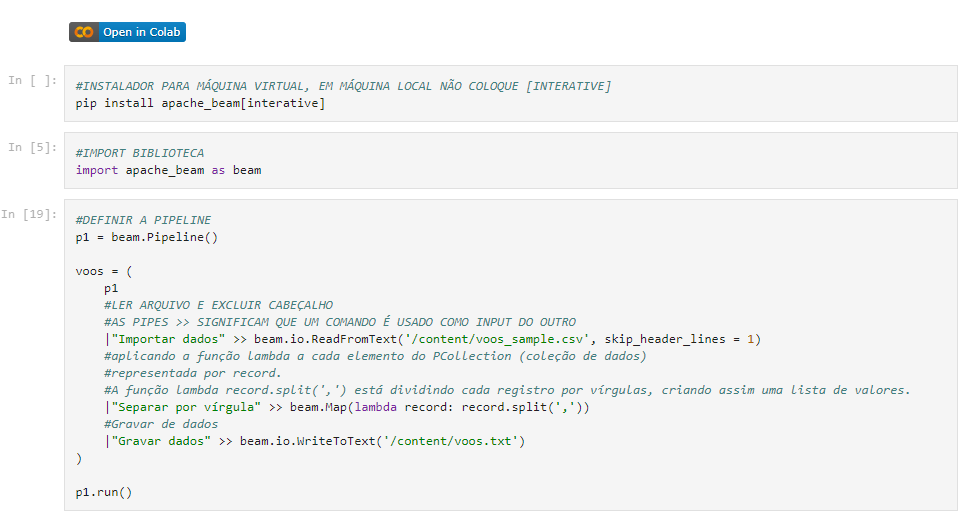 Open in Colab
In [ ]:
#INSTALADOR PARA MÁQUINA VIRTUAL, EM MÁQUINA LOCAL NÃO COLOQUE [INTERATIVE]
pip install apache_beam[interative]
In [5]:
#IMPORT BIBLIOTECA
import apache_beam as beam
In [19]:
#DEFINIR A PIPELINE
p1 = beam.Pipeline()
voos = (
    p1
    #LER ARQUIVO E EXCLUIR CABEÇALHO
    #AS PIPES >> SIGNIFICAM QUE UM COMANDO É USADO COMO INPUT DO OUTRO
    |"Importar dados" >> beam.io.ReadFromText('/content/voos_sample.csv', skip_header_lines = 1)
    #aplicando a função lambda a cada elemento do PCollection (coleção de dados)
    #representada por record.
    #A função lambda record.split(',') está dividindo cada registro por vírgulas, criando assim uma lista de valores.
    |"Separar por vírgula" >> beam.Map(lambda record: record.split(','))
    #Gravar de dados
    |"Gravar dados" >> beam.io.WriteToText('/content/voos.txt')
)
p1.run()